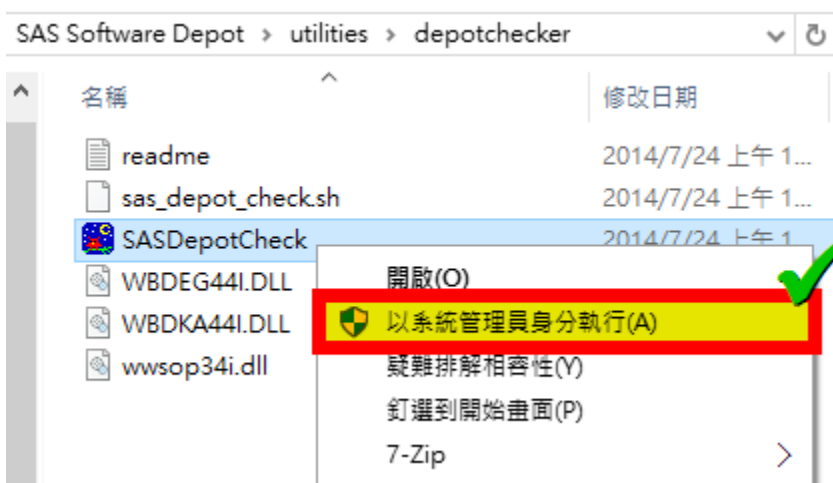 SAS Software Depot > utilities > depotchecker
名稱 修改日期
readme 2014/7/24 上午 1...
sas_depot_check.sh 2014/7/24 上午 1...
SASDepotCheck 2014/7/24 上午 1
WBDEG44I.DLL
開啟(O)
WBDKA44I.DLL
以系統管理員身分執行(A)
wwsop34i.dll
疑難排解相容性(Y)
釘選到開始畫面(P)
7-Zip